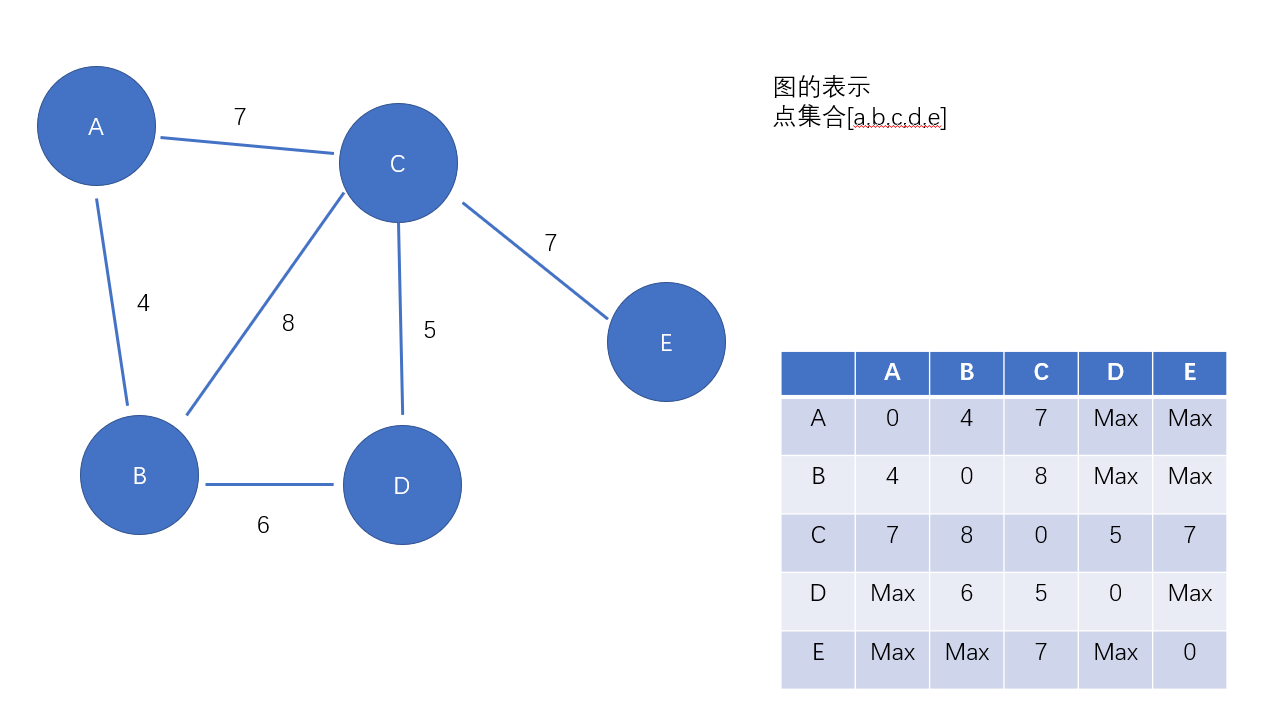 图的表示
点集合[a,b,c,d,e]
A
7
C
7
4
8
5
E
B
D
6
A B C D E
A 0 4 7 Max Max
B 4 0 8 Max Max
C 7 8 0 5 7
D Max 6 5 0 Max
E Max Max 7 Max 0